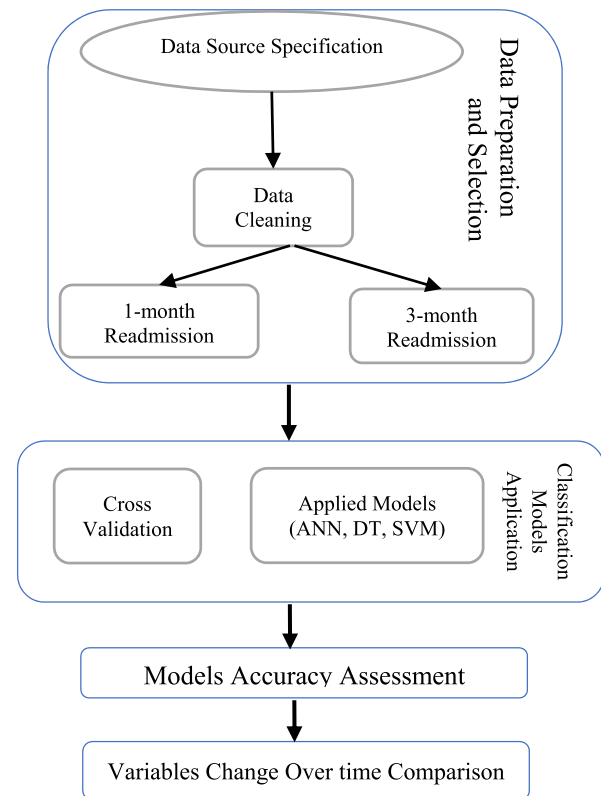 Data Source Specification
Data Preparation
and Selection
Data
Cleaning
1-month
Readmission
3-month
Readmission
Cross
Validation
Applied Models
(ANN, DT, SVM)
Classification
Models
Application
Models Accuracy Assessment
Variables Change Over time Comparison